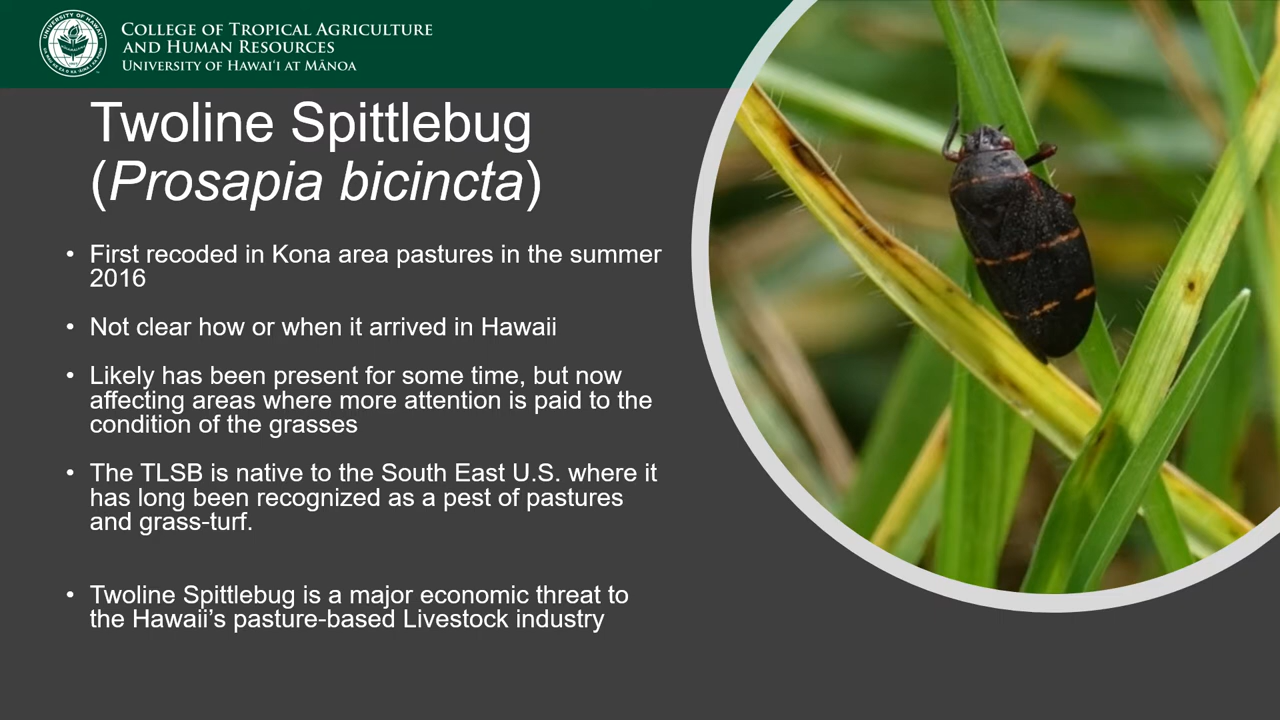 COLLEGE OF TROPICAL AGRICULTURE
AND HUMAN RESOURCES
UNIVERSITY OF HAWAIʻI AT MĀNOA
Twoline Spittlebug
(Prosapia bicincta)
• First recoded in Kona area pastures in the summer
2016
• Not clear how or when it arrived in Hawaii
• Likely has been present for some time, but now
affecting areas where more attention is paid to the
condition of the grasses
• The TLSB is native to the South East U.S. where it
has long been recognized as a pest of pastures
and grass-turf.
• Twoline Spittlebug is a major economic threat to
the Hawaii’s pasture-based Livestock industry